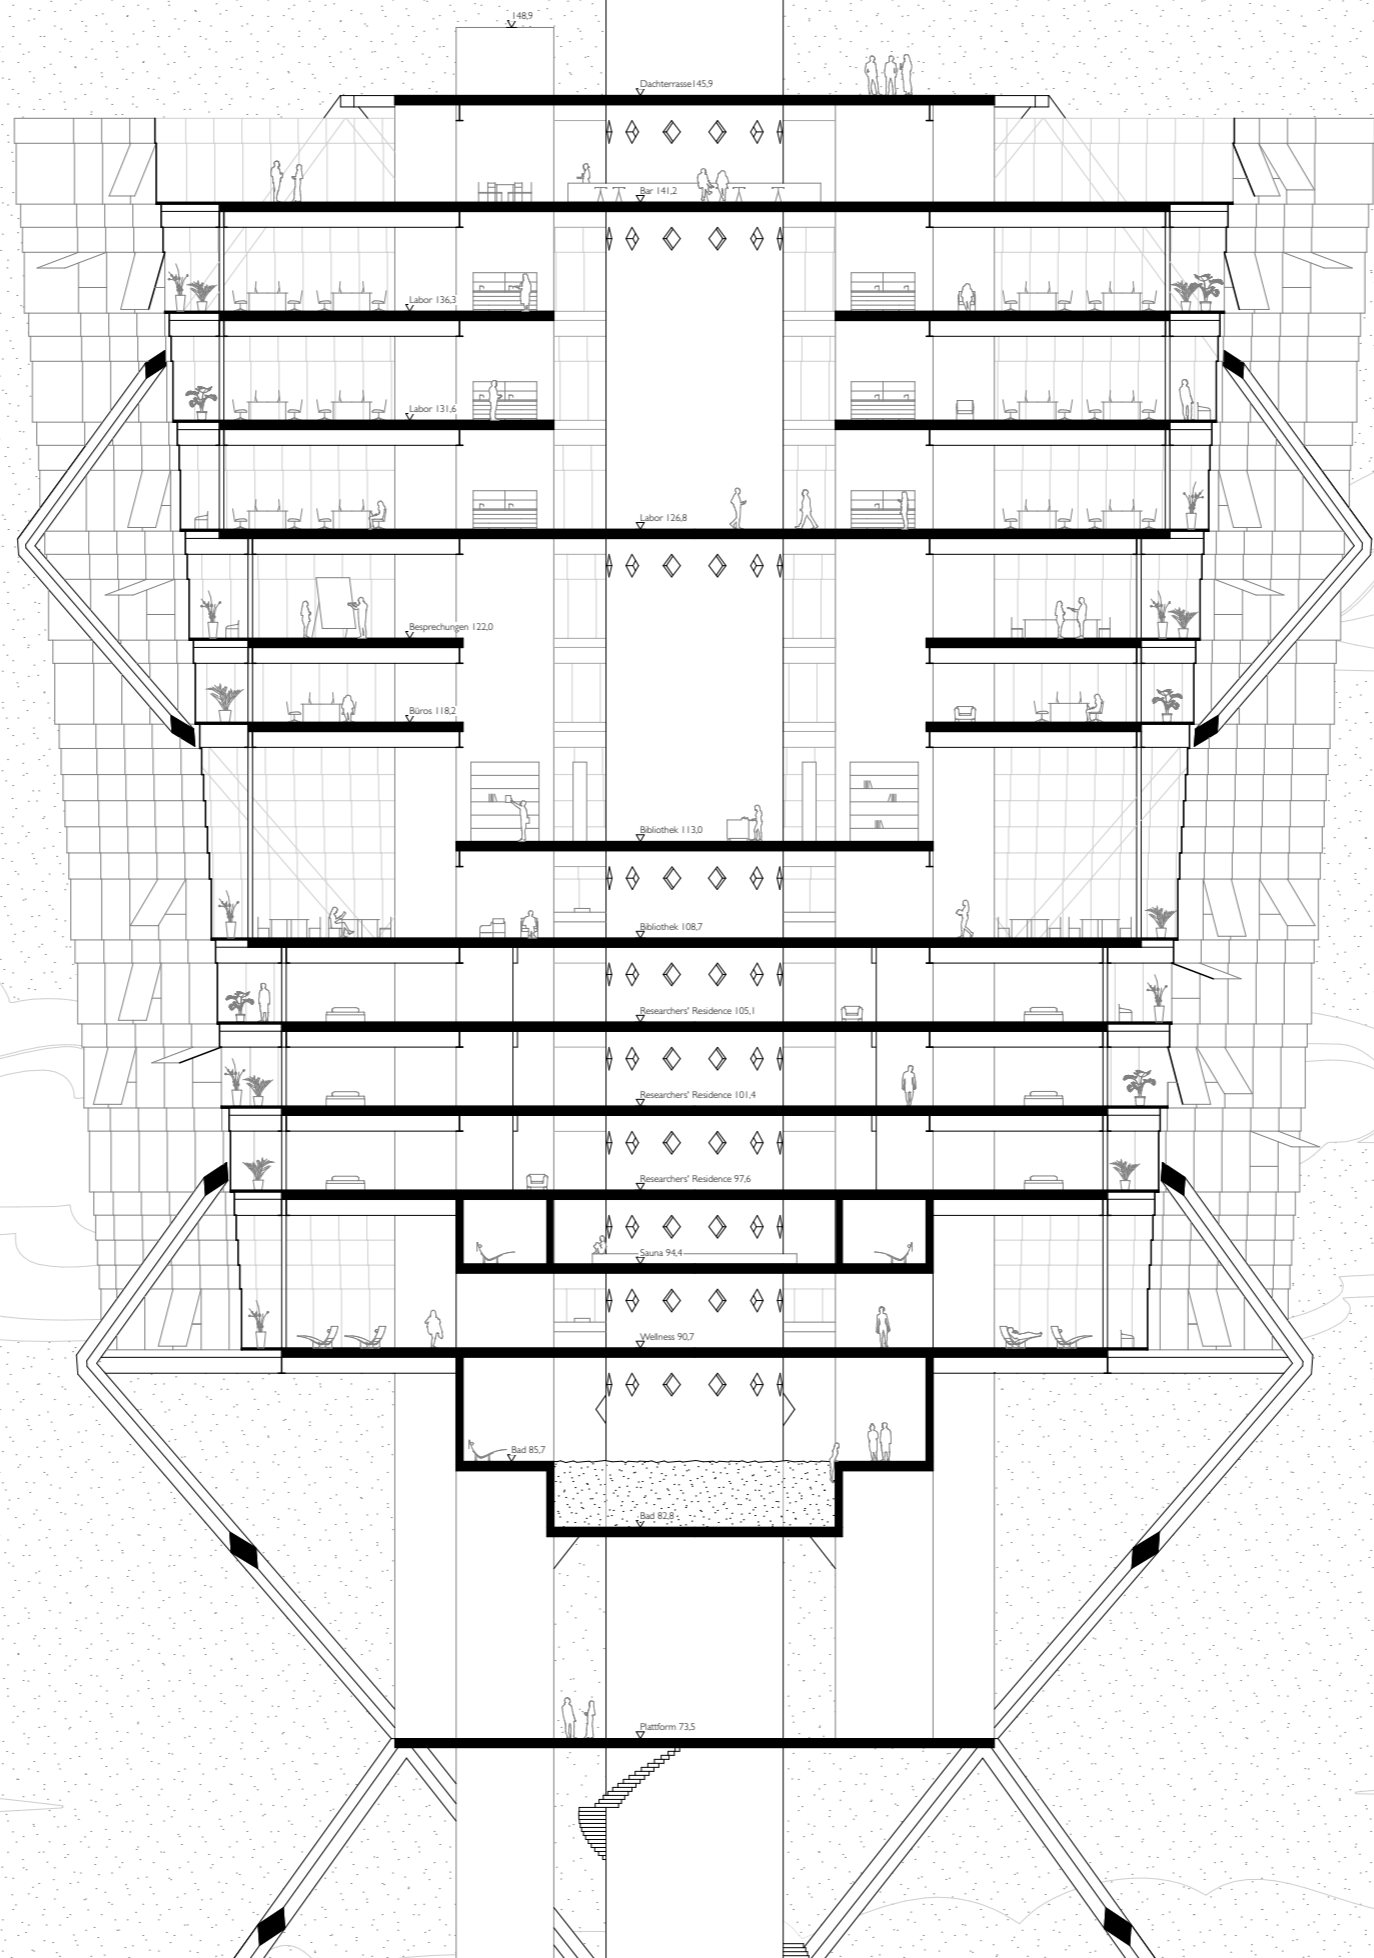 148,9
Dachterrasse145,9
Bar 141,2
Labor 136,3
Labor 131,6
Labor 126,8
Besprechungen 122,0
Büros 118,2
Bibliothek 113,0
Bibliothek 108,7
Researchers' Residence 105,1
Researchers' Residence 101,4
Researchers' Residence 97,6
Sauna 94,4
Wellness 90,7
Bad 85,7
Bad 82,8
Plattform 73,5